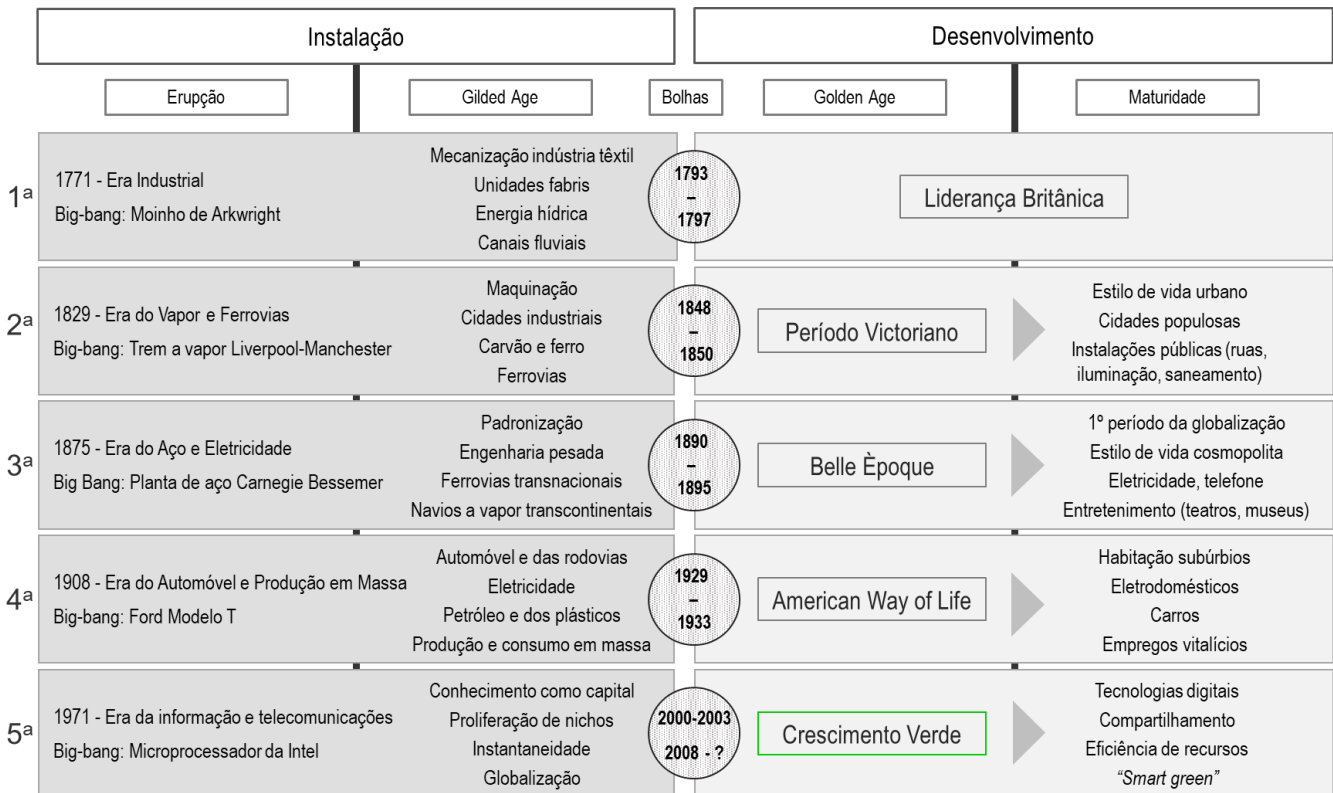 Instalação
Desenvolvimento
Erupção
Gilded Age
Bolhas
Golden Age
Maturidade
1ª
1771 - Era Industrial
Big-bang: Moinho de Arkwright
Mecanização indústria têxtil
Unidades fabris
Energia hídrica
Canais fluviais
1793
–
1797
Liderança Britânica
2ª
1829 - Era do Vapor e Ferrovias
Big-bang: Trem a vapor Liverpool-Manchester
Maquinação
Cidades industriais
Carvão e ferro
Ferrovias
1848
–
1850
Período Victoriano
Estilo de vida urbano
Cidades populosas
Instalações públicas (ruas,
iluminação, saneamento)
3ª
1875 - Era do Aço e Eletricidade
Big Bang: Planta de aço Carnegie Bessemer
Padronização
Engenharia pesada
Ferrovias transnacionais
Navios a vapor transcontinentais
1890
–
1895
Belle Èpoque
1º período da globalização
Estilo de vida cosmopolita
Eletricidade, telefone
Entretenimento (teatros, museus)
4ª
1908 - Era do Automóvel e Produção em Massa
Big-bang: Ford Modelo T
Automóvel e das rodovias
Eletricidade
Petróleo e dos plásticos
Produção e consumo em massa
1929
–
1933
American Way of Life
Habitação subúrbios
Eletrodomésticos
Carros
Empregos vitalícios
5ª
1971 - Era da informação e telecomunicações
Big-bang: Microprocessador da Intel
Conhecimento como capital
Proliferação de nichos
Instantaneidade
Globalização
2000-2003
2008 - ?
Crescimento Verde
Tecnologias digitais
Compartilhamento
Eficiência de recursos
“Smart green”